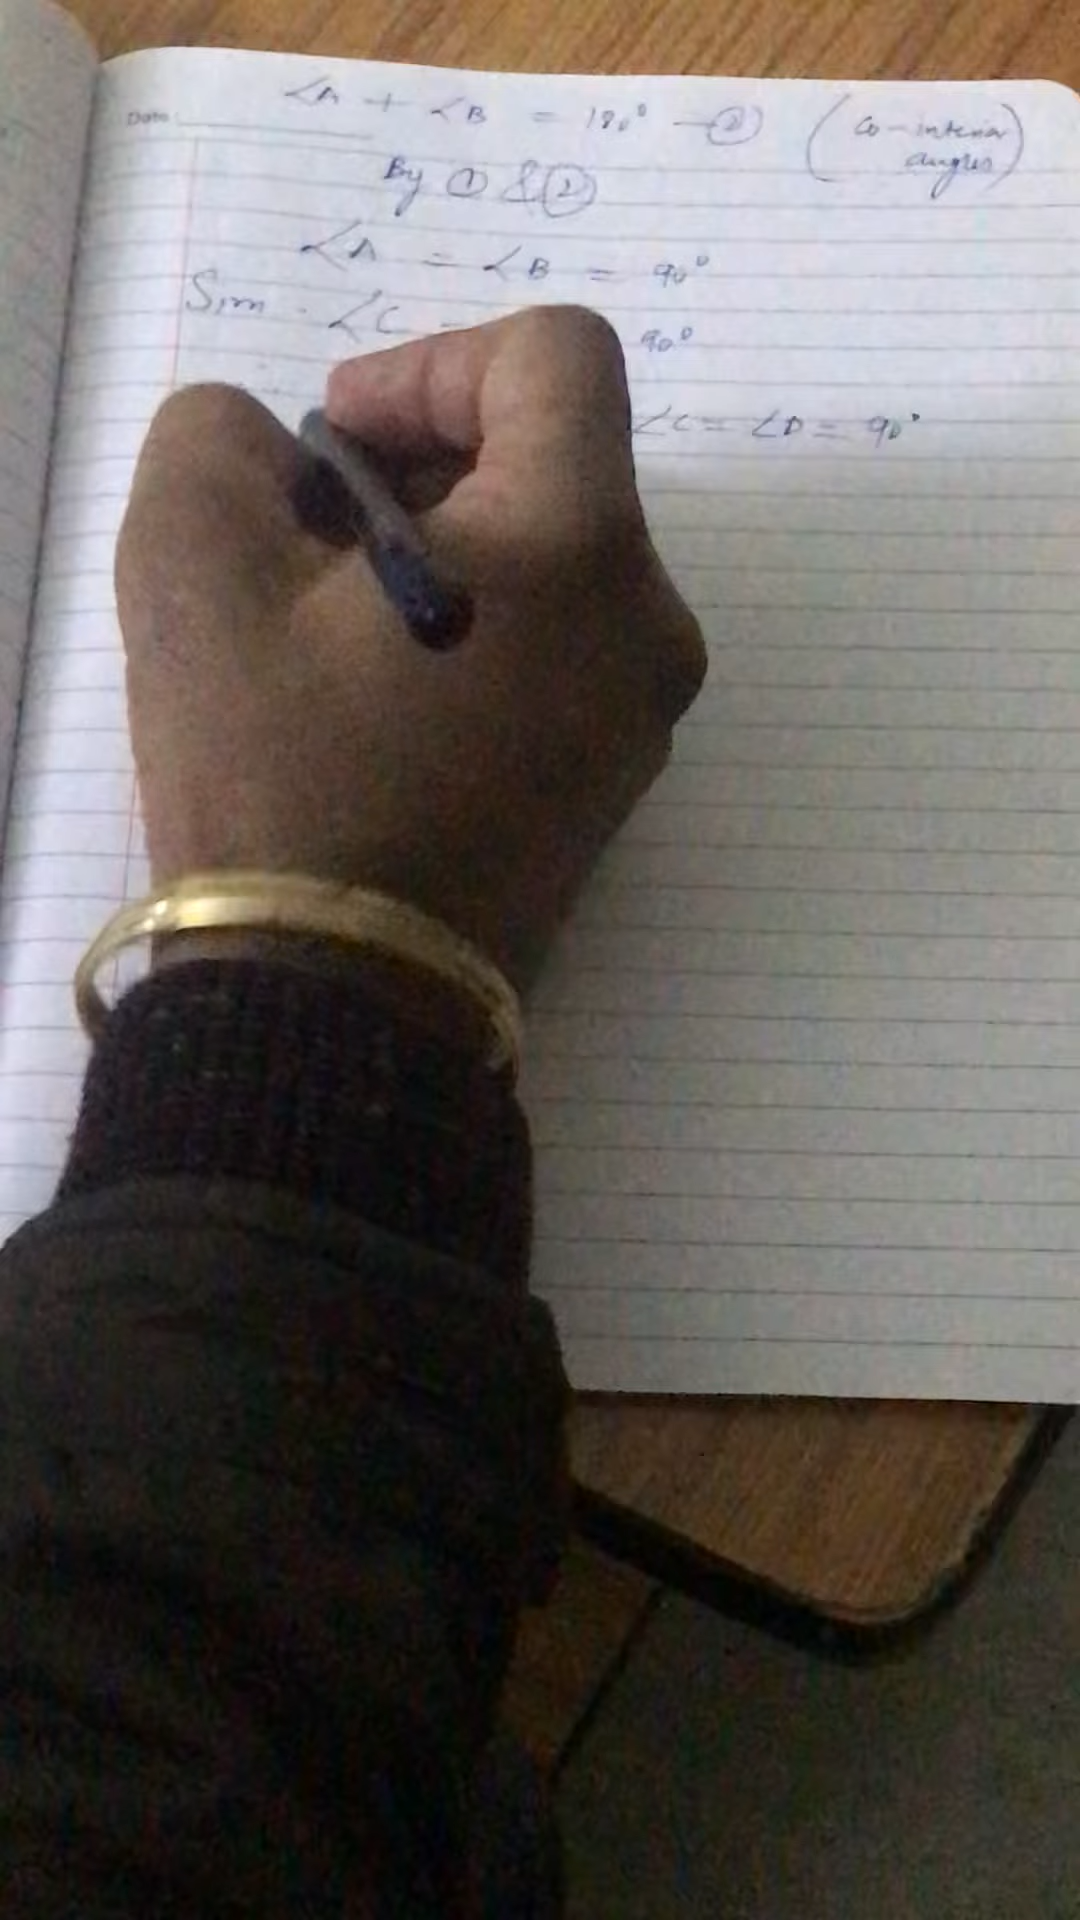 Date
∠A + ∠B = 180° — ② (co-interior angles)
By ① & ②
∠A = ∠B = 90°
Sim. ∠C = 90°
∠C = ∠D = 90°